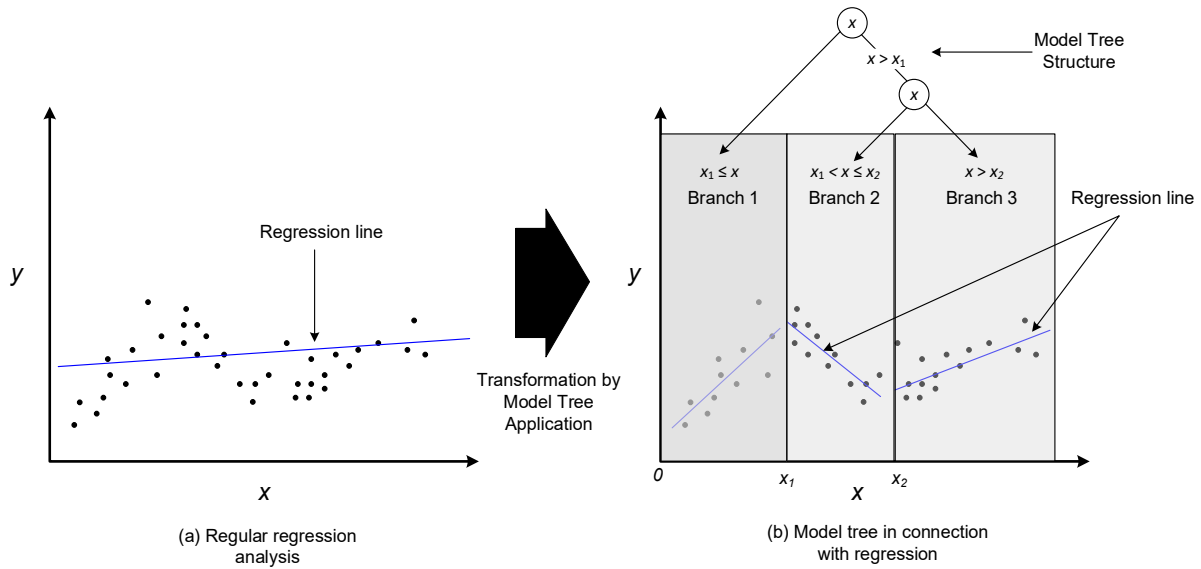 y
Regression line
x
(a) Regular regression
analysis
Transformation by
Model Tree
Application
x
x > x₁
x
Model Tree
Structure
x₁ ≤ x
Branch 1
x₁ < x ≤ x₂
Branch 2
x > x₂
Branch 3
Regression line
y
0
x₁
x
x₂
(b) Model tree in connection
with regression